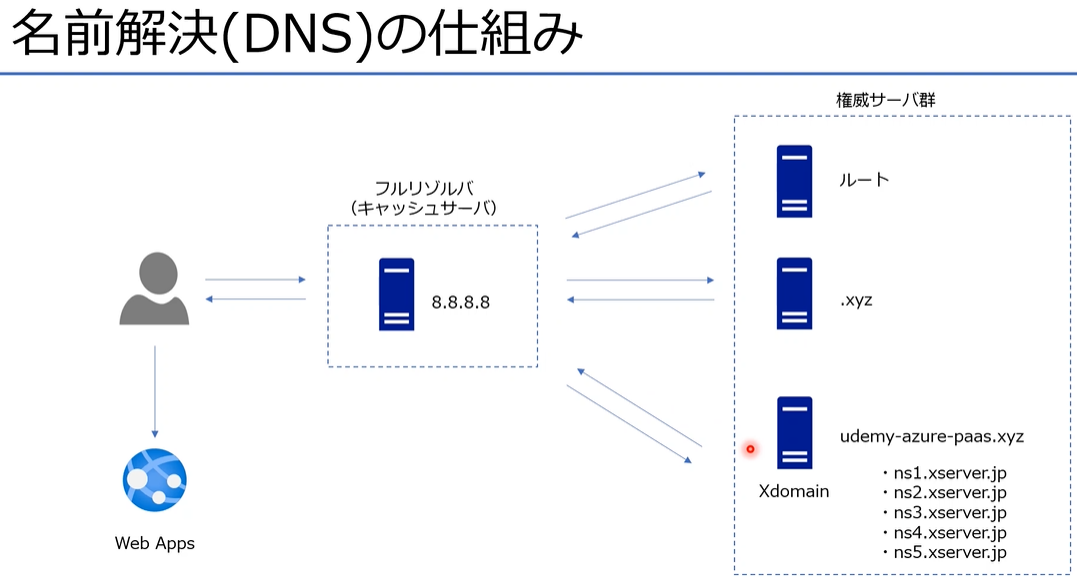 名前解決(DNS)の仕組み
権威サーバ群
フルリゾルバ
（キャッシュサーバ）
ルート
8.8.8.8
.xyz
udemy-azure-paas.xyz
Xdomain
・ns1.xserver.jp
・ns2.xserver.jp
・ns3.xserver.jp
・ns4.xserver.jp
・ns5.xserver.jp
Web Apps